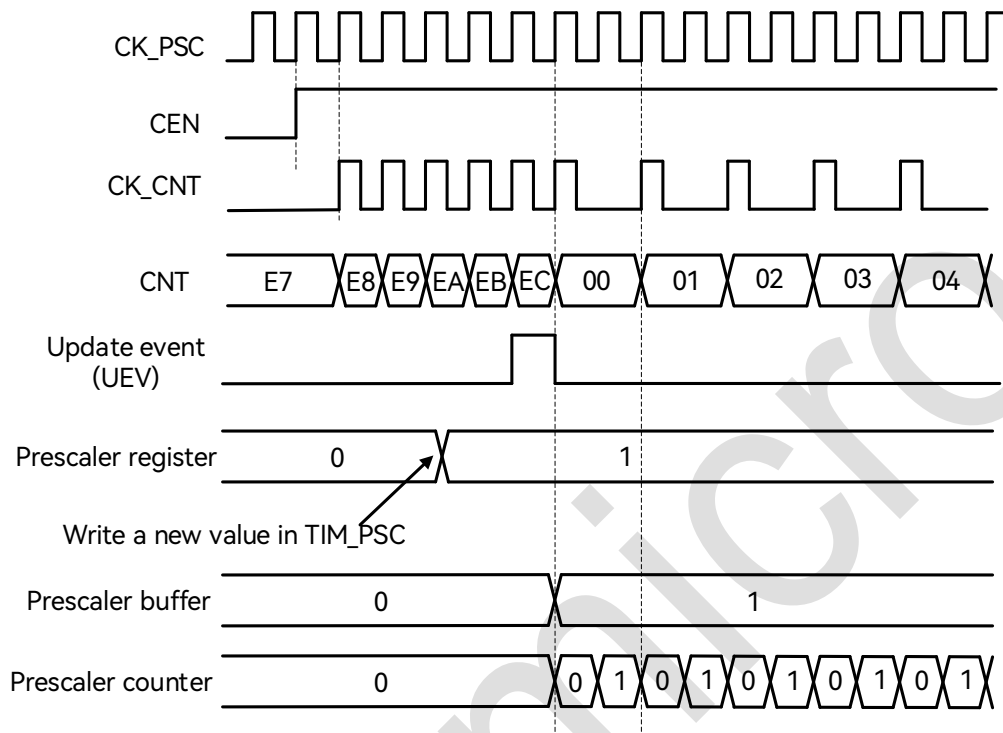 CK_PSC
CEN
CK_CNT
CNT E7 E8 E9 EA EB EC 00 01 02 03 04
Update event
(UEV)
Prescaler register 0 1
Write a new value in TIM_PSC
Prescaler buffer 0 1
Prescaler counter 0 0 1 0 1 0 1 0 1 0 1
micro